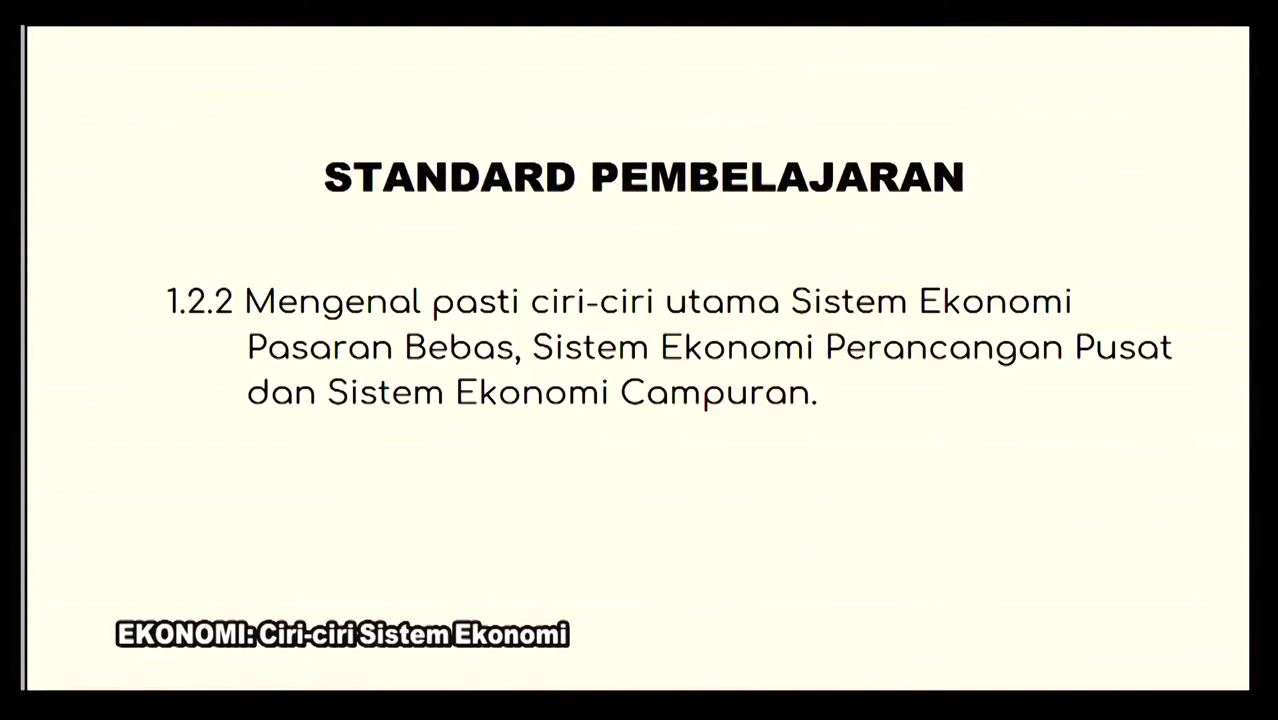 STANDARD PEMBELAJARAN
1.2.2 Mengenal pasti ciri-ciri utama Sistem Ekonomi
Pasaran Bebas, Sistem Ekonomi Perancangan Pusat
dan Sistem Ekonomi Campuran.
EKONOMI: Ciri-ciri Sistem Ekonomi